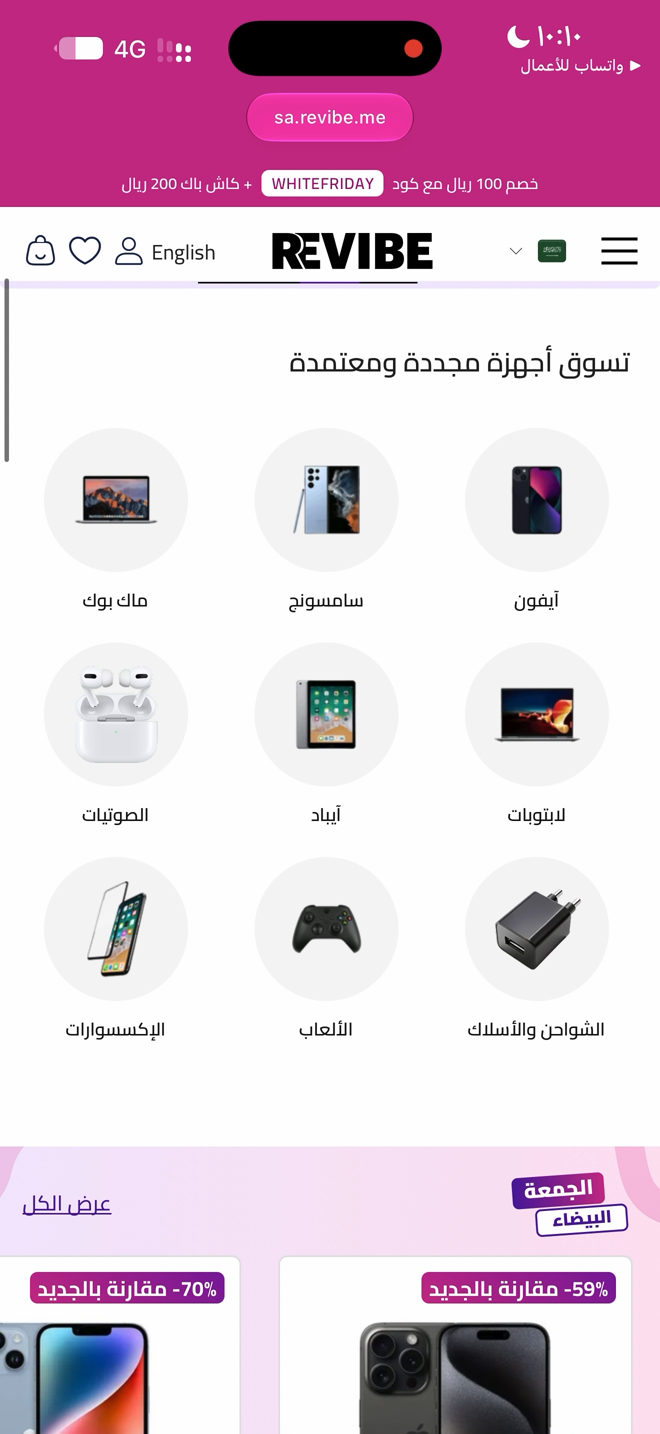 ١٠:١٠
4G
◀ واتساب للأعمال
sa.revibe.me
خصم 100 ريال مع كود WHITEFRIDAY + كاش باك 200 ريال
REVIBE
English
تسوق أجهزة مجددة ومعتمدة
آيفون
سامسونج
ماك بوك
لابتوبات
آيباد
الصوتيات
الشواحن والأسلاك
الألعاب
الإكسسوارات
الجمعة
البيضاء
عرض الكل
-59% مقارنة بالجديد
-70% مقارنة بالجديد